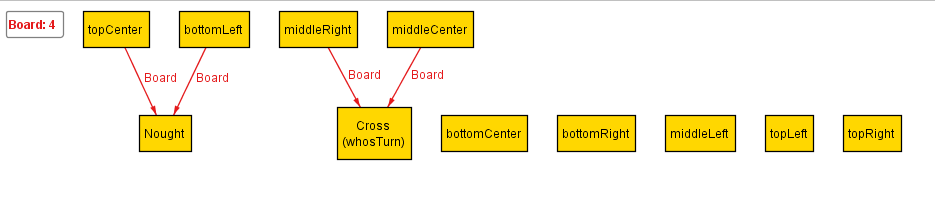 Board: 4
topCenter
bottomLeft
middleRight
middleCenter
Board
Board
Board
Board
Nought
Cross
(whosTurn)
bottomCenter
bottomRight
middleLeft
topLeft
topRight